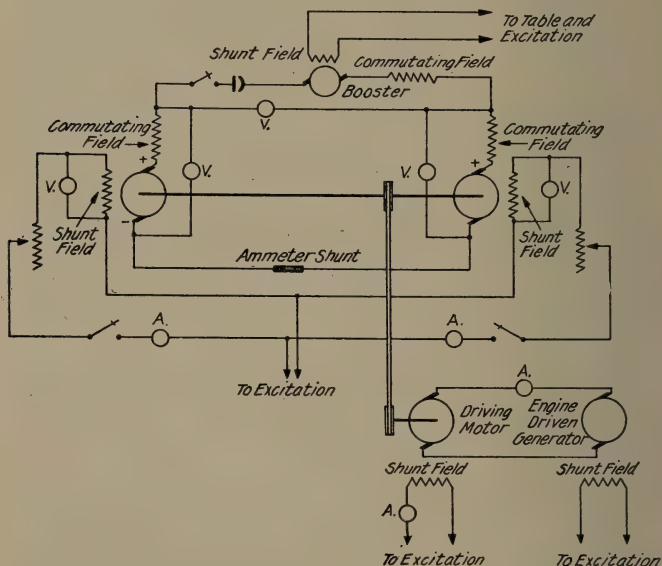 To Table and
Excitation
Shunt Field
Commutating Field
Booster
V.
Commutating
Field
Commutating
Field
+
V.
V.
+
V.
V.
Shunt
Field
-
Shunt
Field
Ammeter Shunt
A.
A.
To Excitation
A.
Driving
Motor
Engine
Driven
Generator
Shunt Field
Shunt Field
A.
To Excitation
To Excitation